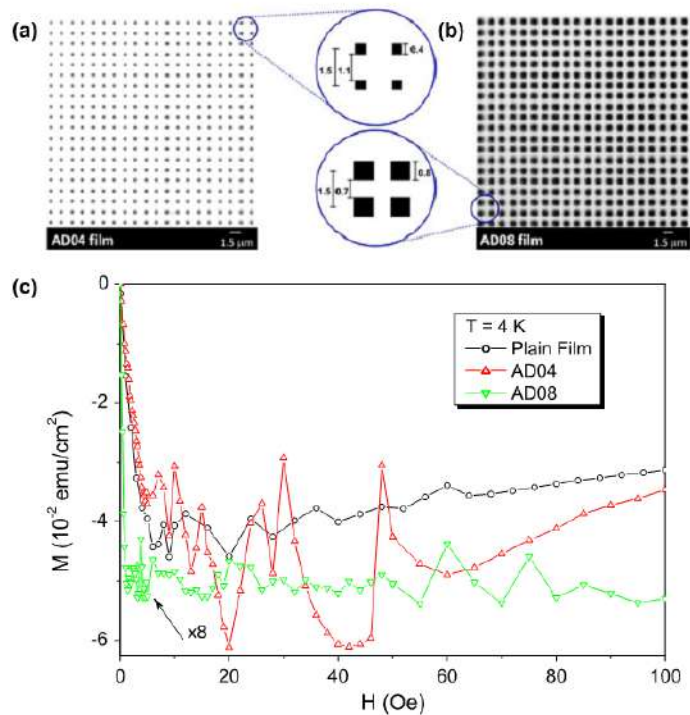 (a)
(b)
0.4
1.5
1.1
0.8
1.5
0.7
AD04 film
1.5 μm
AD08 film
1.5 μm
(c)
0
-2
-4
-6
M (10⁻² emu/cm²)
T = 4 K
Plain Film
AD04
AD08
x8
0
20
40
60
80
100
H (Oe)